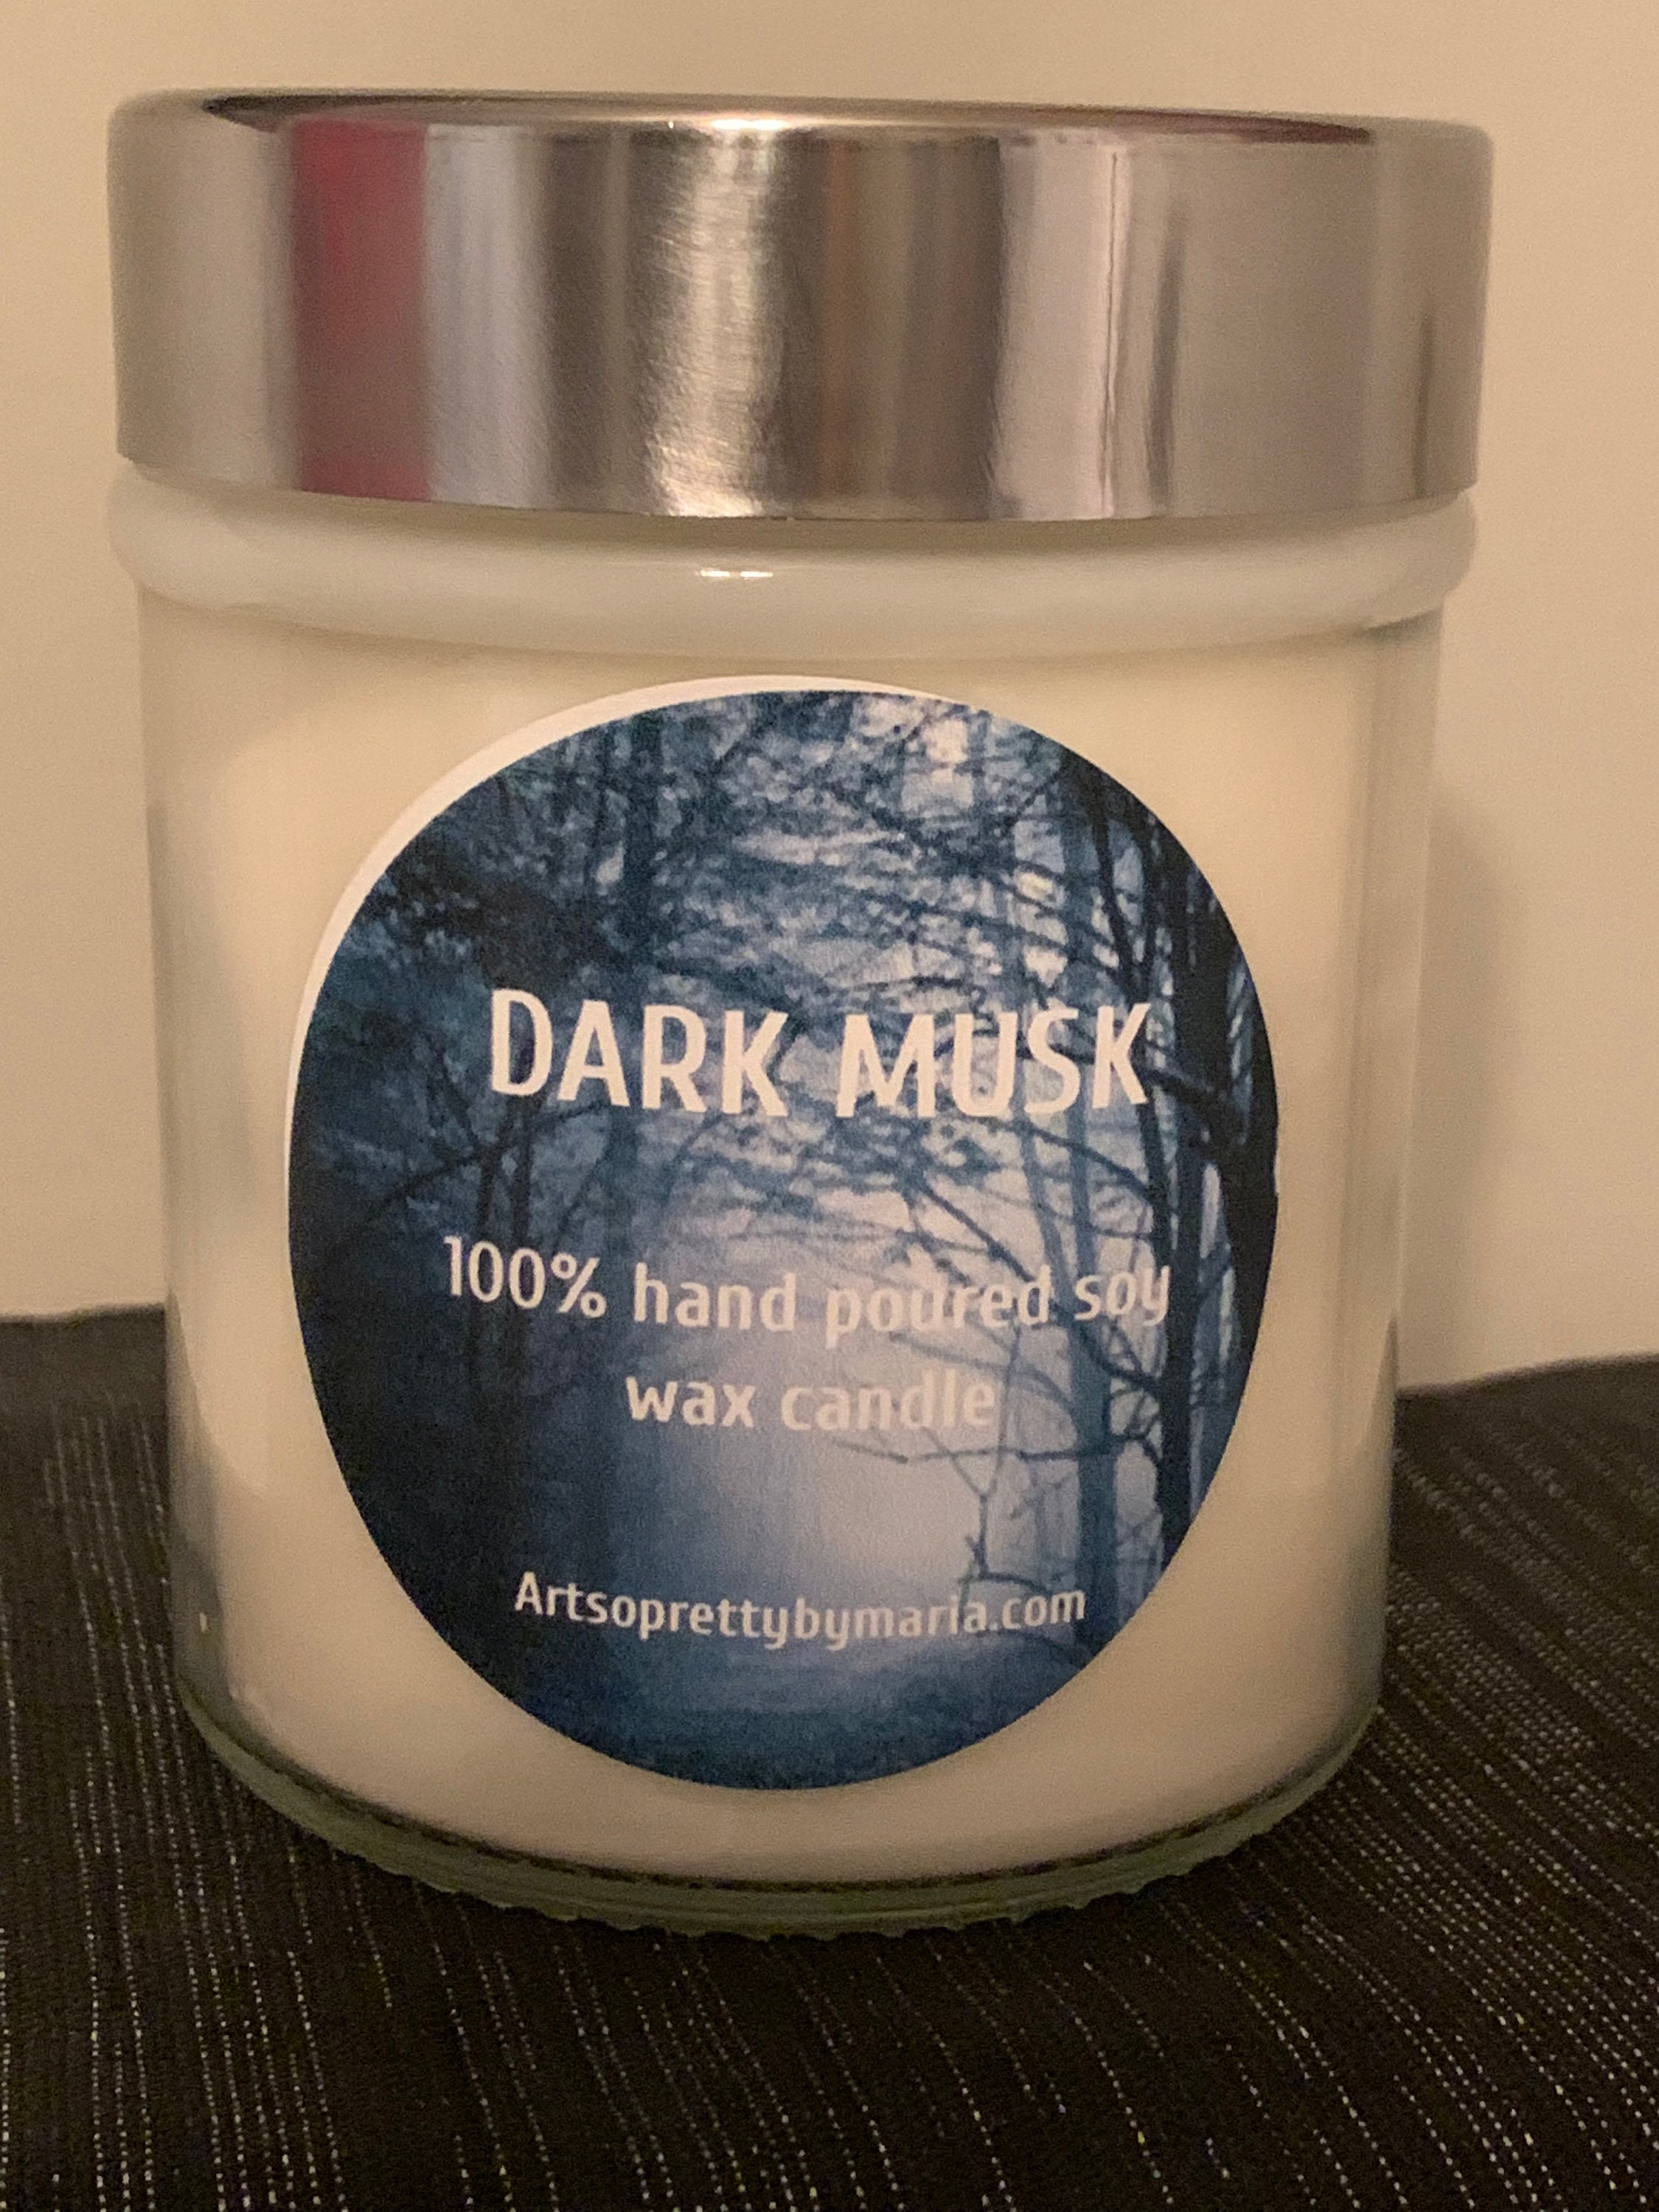 DARK MUSK
100% hand poured soy
wax candle
Artsoprettybymaria.com